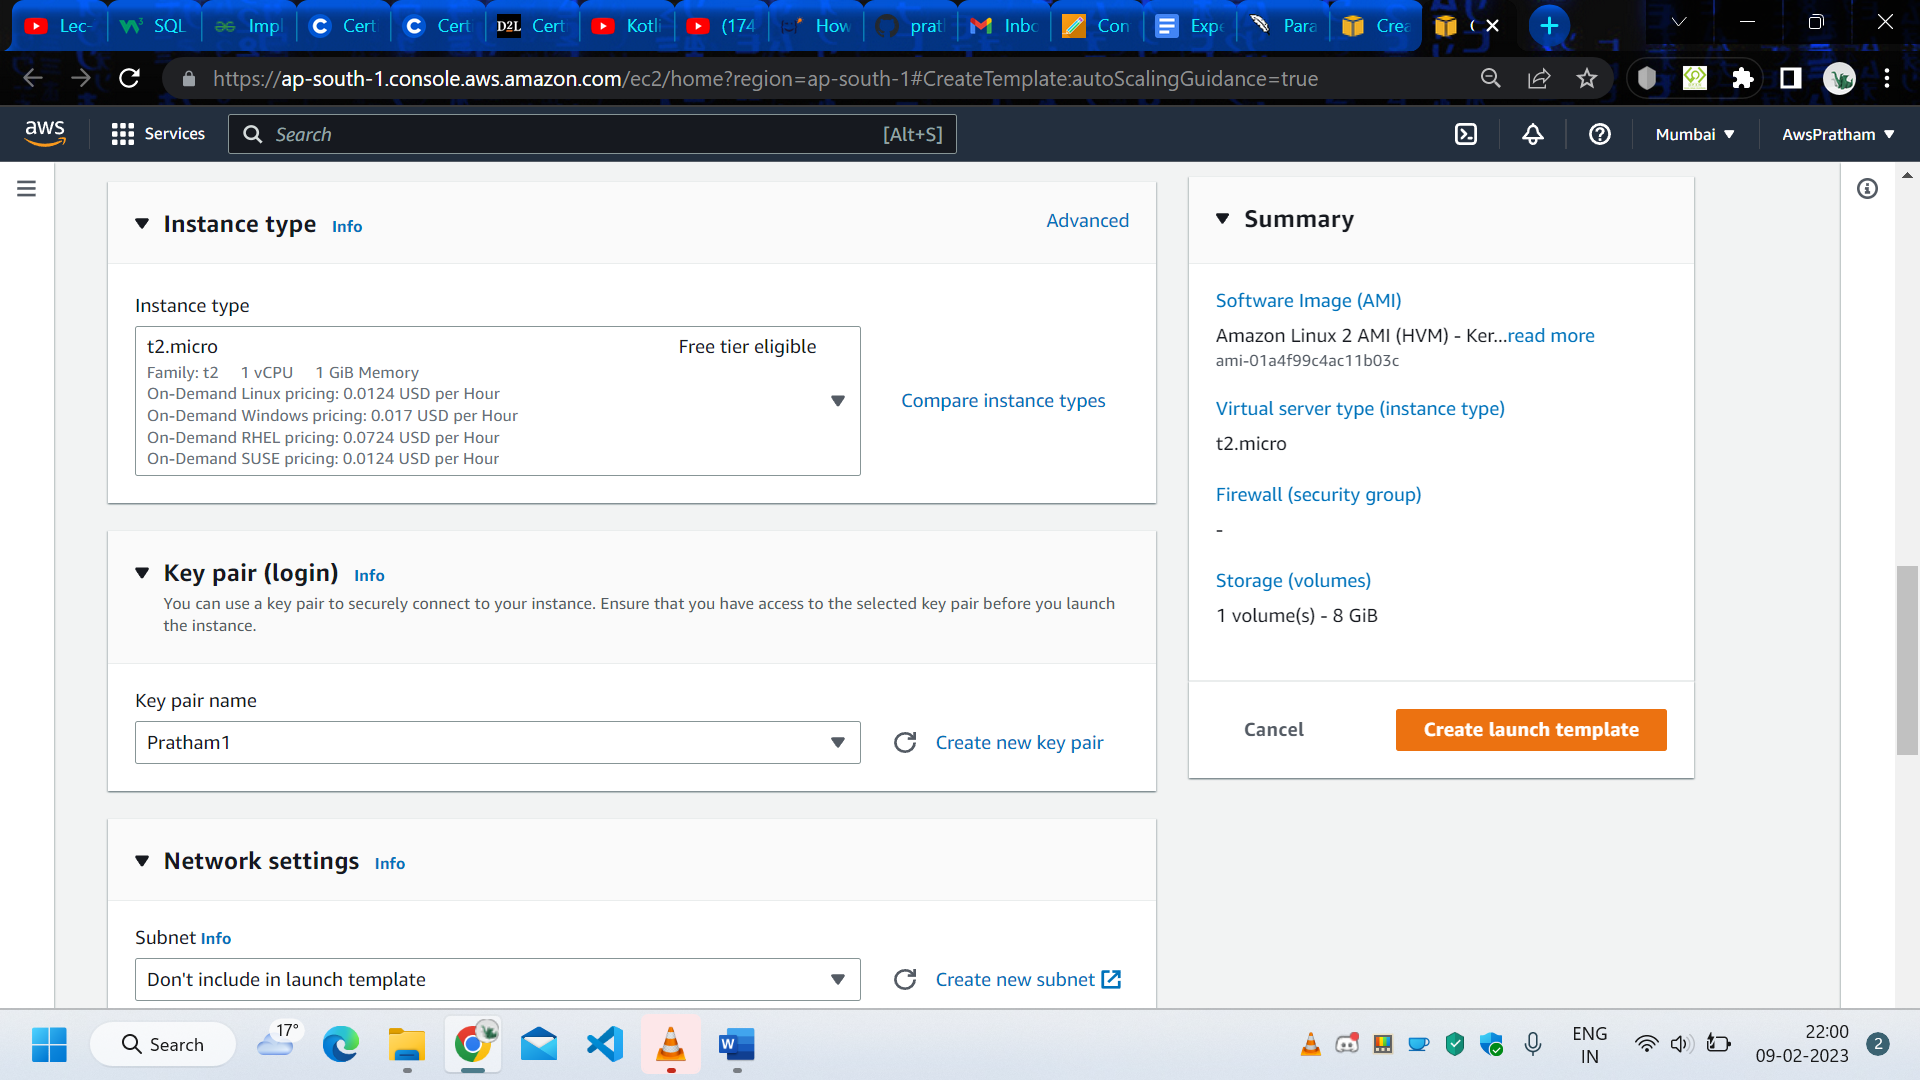 Lec-
SQL
Impl
Cert
Certi
D2L Cert
Kotli
(174
How
prat
Inbo
Con
Expe
Para
Crea
https://ap-south-1.console.aws.amazon.com/ec2/home?region=ap-south-1#CreateTemplate:autoScalingGuidance=true
aws
Services
Search
[Alt+S]
Mumbai
AwsPratham
Instance type Info
Advanced
Instance type
t2.micro
Free tier eligible
Family: t2 1 vCPU 1 GiB Memory
On-Demand Linux pricing: 0.0124 USD per Hour
On-Demand Windows pricing: 0.017 USD per Hour
On-Demand RHEL pricing: 0.0724 USD per Hour
On-Demand SUSE pricing: 0.0124 USD per Hour
Compare instance types
Key pair (login) Info
You can use a key pair to securely connect to your instance. Ensure that you have access to the selected key pair before you launch
the instance.
Key pair name
Pratham1
Create new key pair
Network settings Info
Subnet Info
Don't include in launch template
Create new subnet
Summary
Software Image (AMI)
Amazon Linux 2 AMI (HVM) - Ker...read more
ami-01a4f99c4ac11b03c
Virtual server type (instance type)
t2.micro
Firewall (security group)
-
Storage (volumes)
1 volume(s) - 8 GiB
Cancel
Create launch template
Search
17°
ENG
IN
22:00
09-02-2023
2